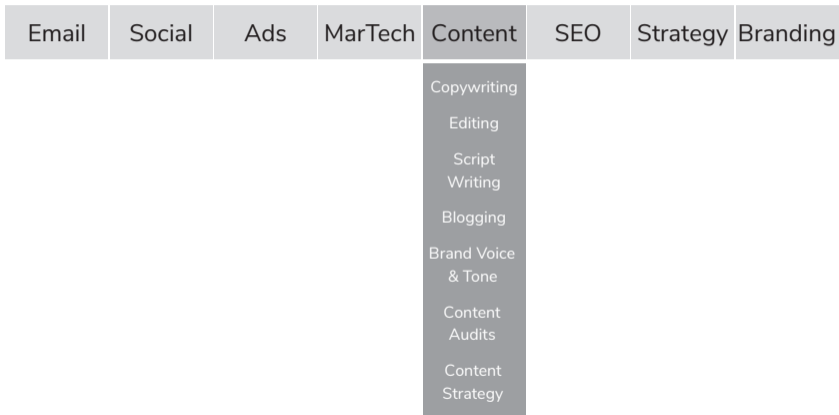 Email Social Ads MarTech Content SEO Strategy Branding
Copywriting
Editing
Script
Writing
Blogging
Brand Voice
& Tone
Content
Audits
Content
Strategy